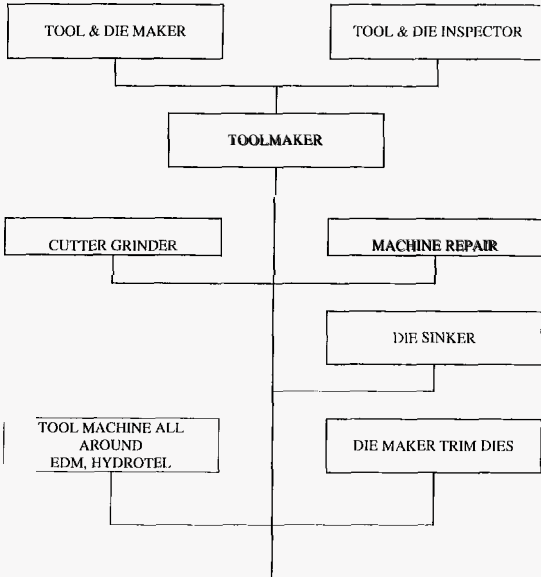 TOOL & DIE MAKER
TOOL & DIE INSPECTOR
TOOLMAKER
CUTTER GRINDER
MACHINE REPAIR
DIE SINKER
TOOL MACHINE ALL
AROUND
EDM, HYDROTEL
DIE MAKER TRIM DIES